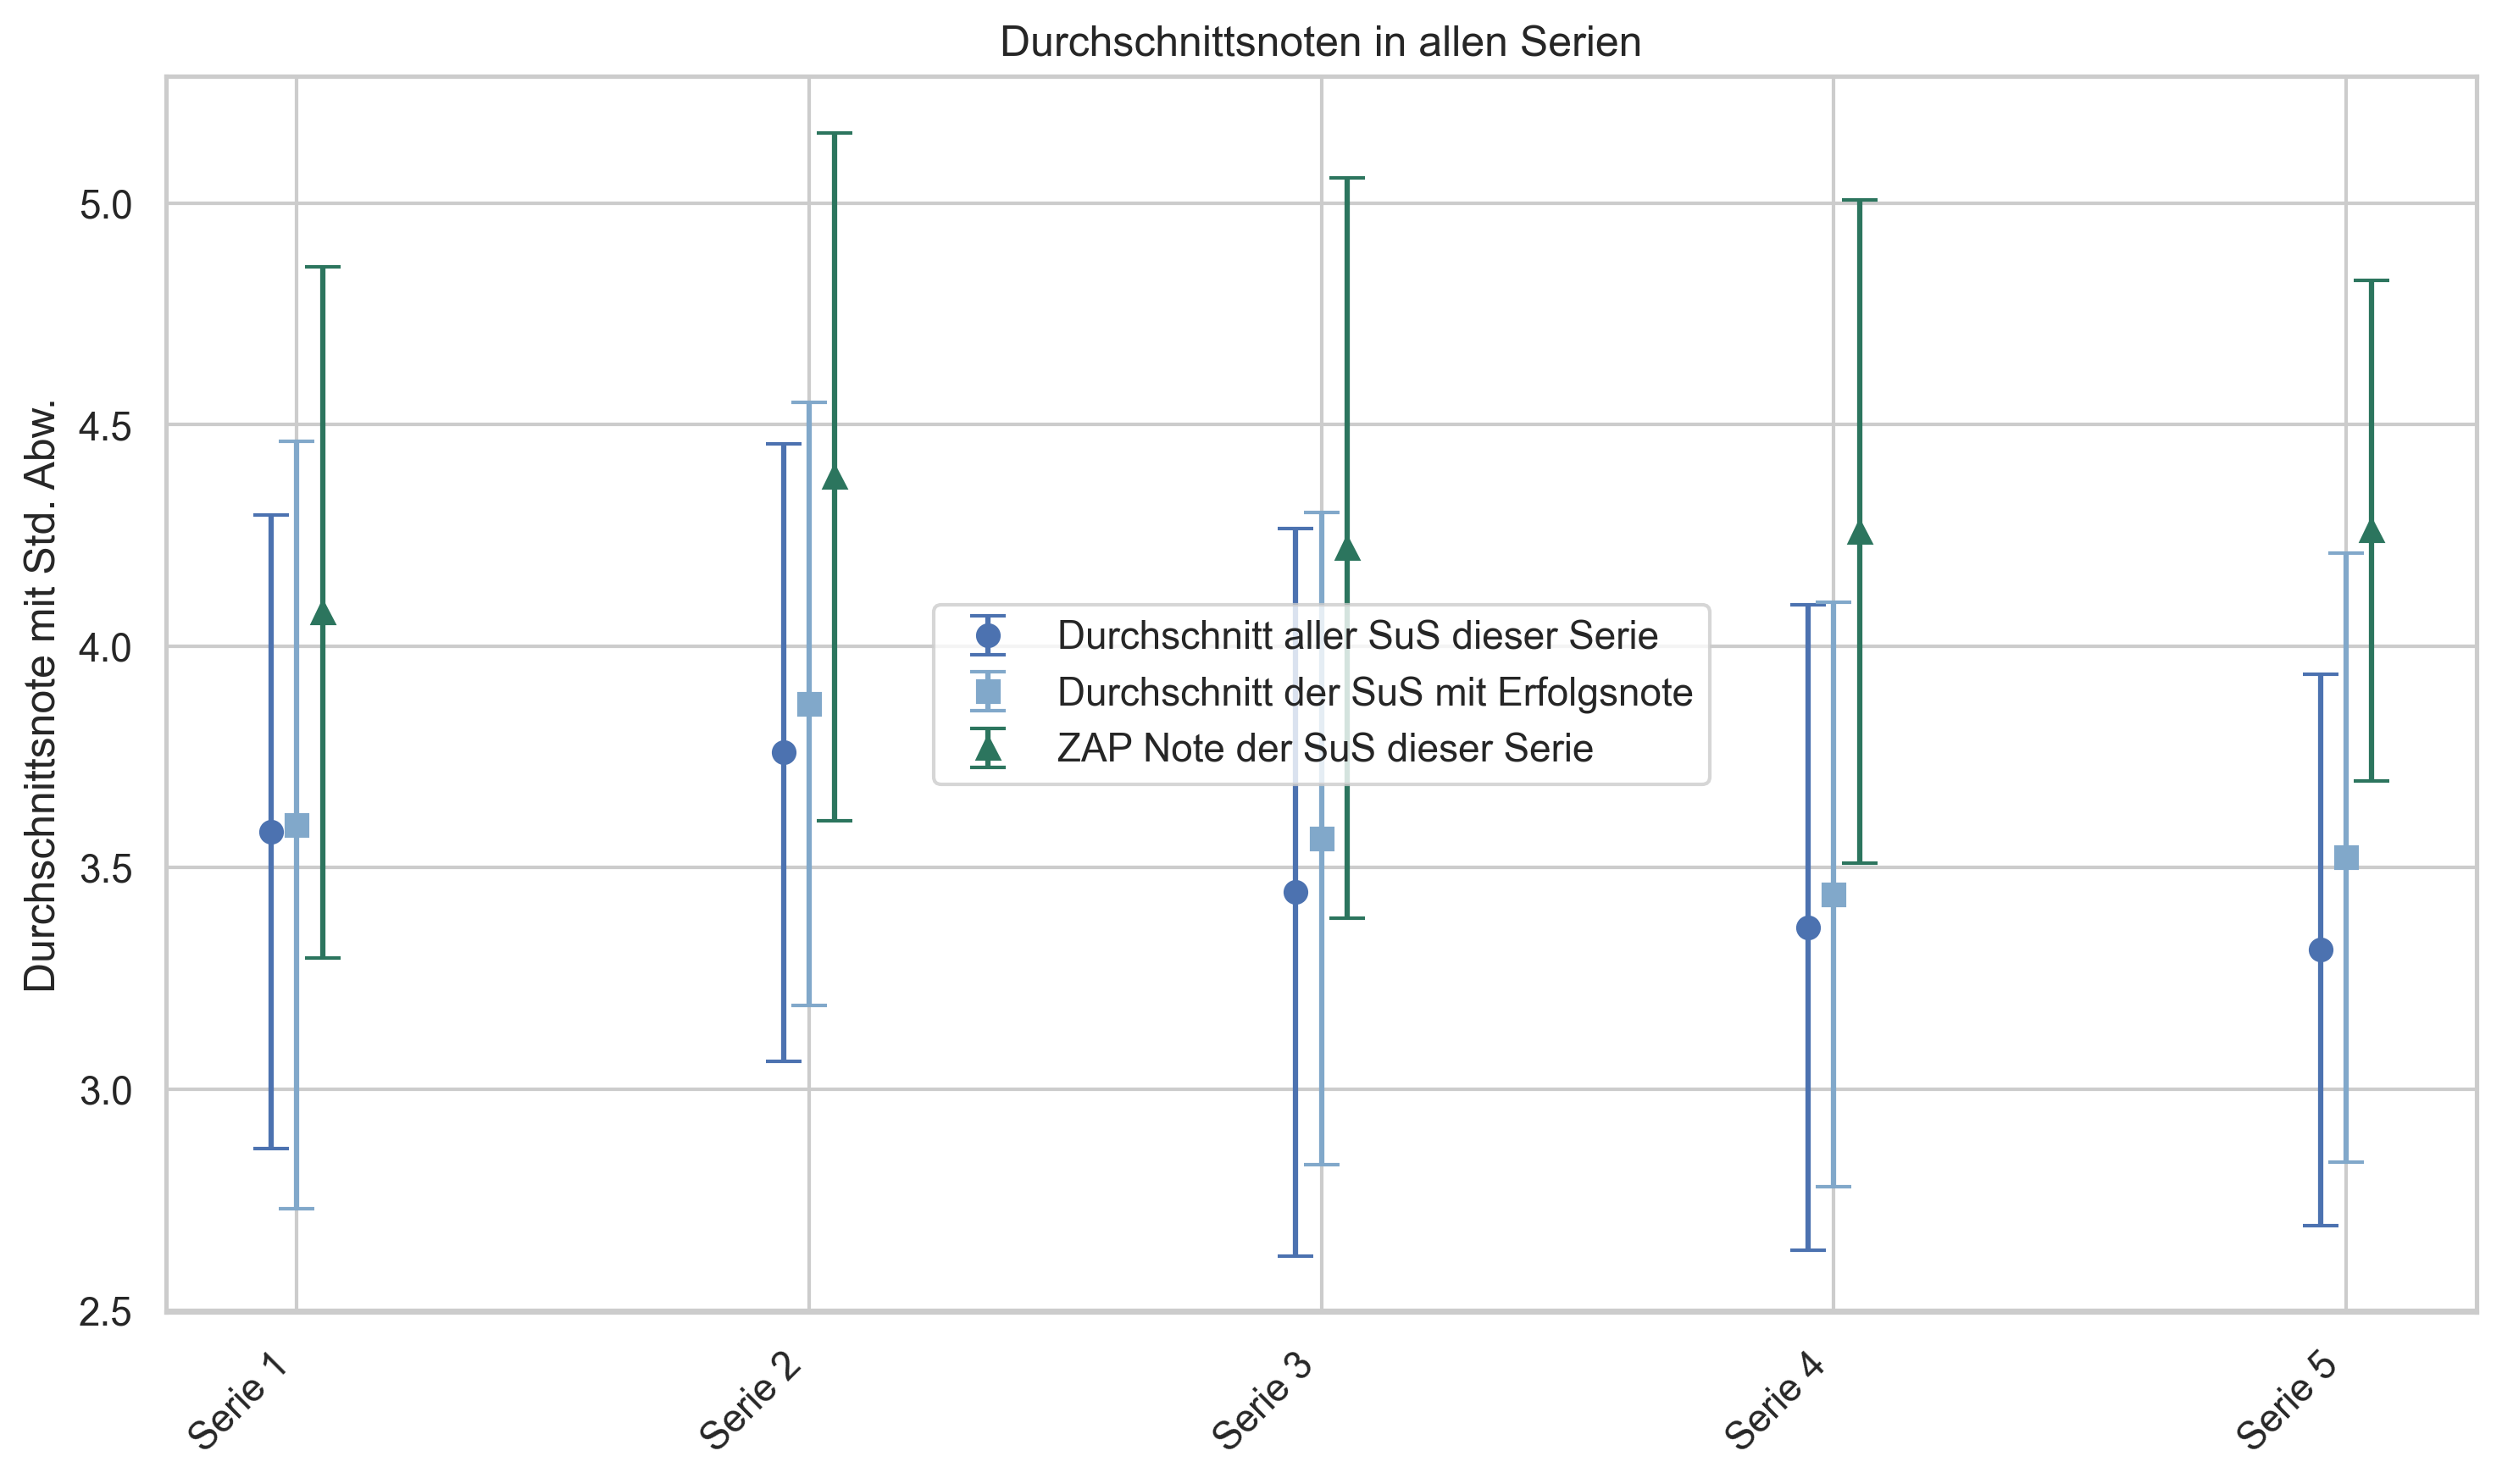 Durchschnittsnoten in allen Serien
Durchschnittsnote mit Std. Abw.
5.0
4.5
4.0
3.5
3.0
2.5
Durchschnitt aller SuS dieser Serie
Durchschnitt der SuS mit Erfolgsnote
ZAP Note der SuS dieser Serie
Serie 1
Serie 2
Serie 3
Serie 4
Serie 5